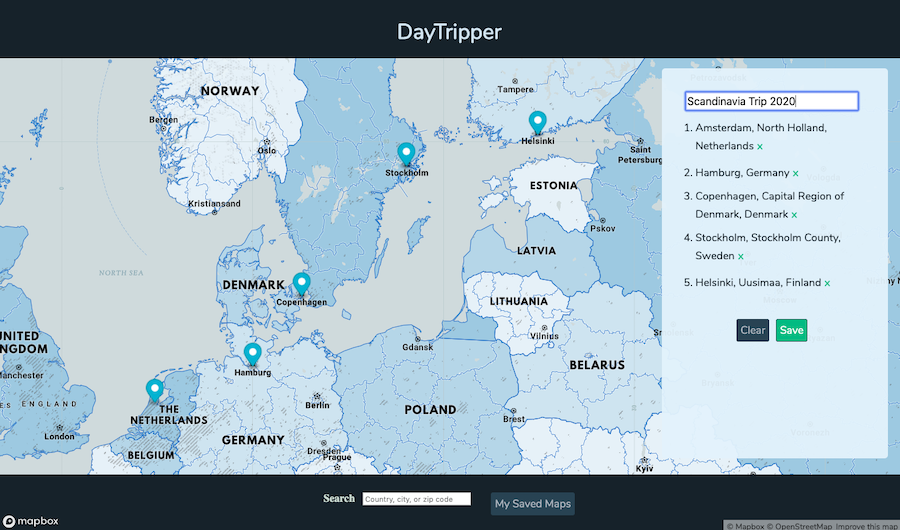 DayTripper
NORWAY
Tampere
Bergen
Oslo
Helsinki
Saint
Petersburg
Stockholm
Kristiansand
ESTONIA
Pskov
LATVIA
NORTH SEA
DENMARK
Copenhagen
LITHUANIA
Vilnius
UNITED
KINGDOM
Manchester
Gdansk
Hamburg
BELARUS
ENGLAND
THE
NETHERLANDS
Berlin
POLAND
Brest
London
GERMANY
BELGIUM
Dresden
Prague
Kyiv
Scandinavia Trip 2020
1. Amsterdam, North Holland,
Netherlands x
2. Hamburg, Germany x
3. Copenhagen, Capital Region of
Denmark, Denmark x
4. Stockholm, Stockholm County,
Sweden x
5. Helsinki, Uusimaa, Finland x
Clear Save
Search Country, city, or zip code My Saved Maps
mapbox
© Mapbox © OpenStreetMap Improve this map